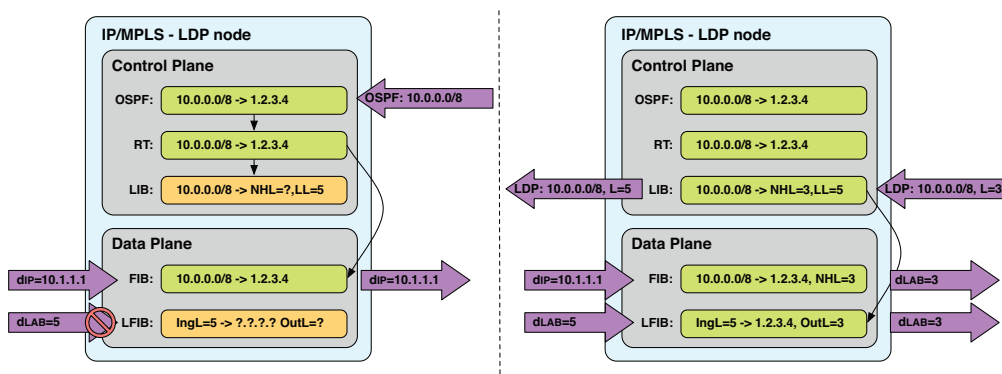 IP/MPLS - LDP node
Control Plane
OSPF: 10.0.0.0/8 -> 1.2.3.4
OSPF: 10.0.0.0/8
RT: 10.0.0.0/8 -> 1.2.3.4
LIB: 10.0.0.0/8 -> NHL=?,LL=5
Data Plane
dIP=10.1.1.1
FIB: 10.0.0.0/8 -> 1.2.3.4
dIP=10.1.1.1
dLAB=5
LFIB: IngL=5 -> ?.?.?.? OutL=?
IP/MPLS - LDP node
Control Plane
OSPF: 10.0.0.0/8 -> 1.2.3.4
RT: 10.0.0.0/8 -> 1.2.3.4
LDP: 10.0.0.0/8, L=5
LIB: 10.0.0.0/8 -> NHL=3,LL=5
LDP: 10.0.0.0/8, L=3
Data Plane
dIP=10.1.1.1
FIB: 10.0.0.0/8 -> 1.2.3.4, NHL=3
dLAB=3
dLAB=5
LFIB: IngL=5 -> 1.2.3.4, OutL=3
dLAB=3